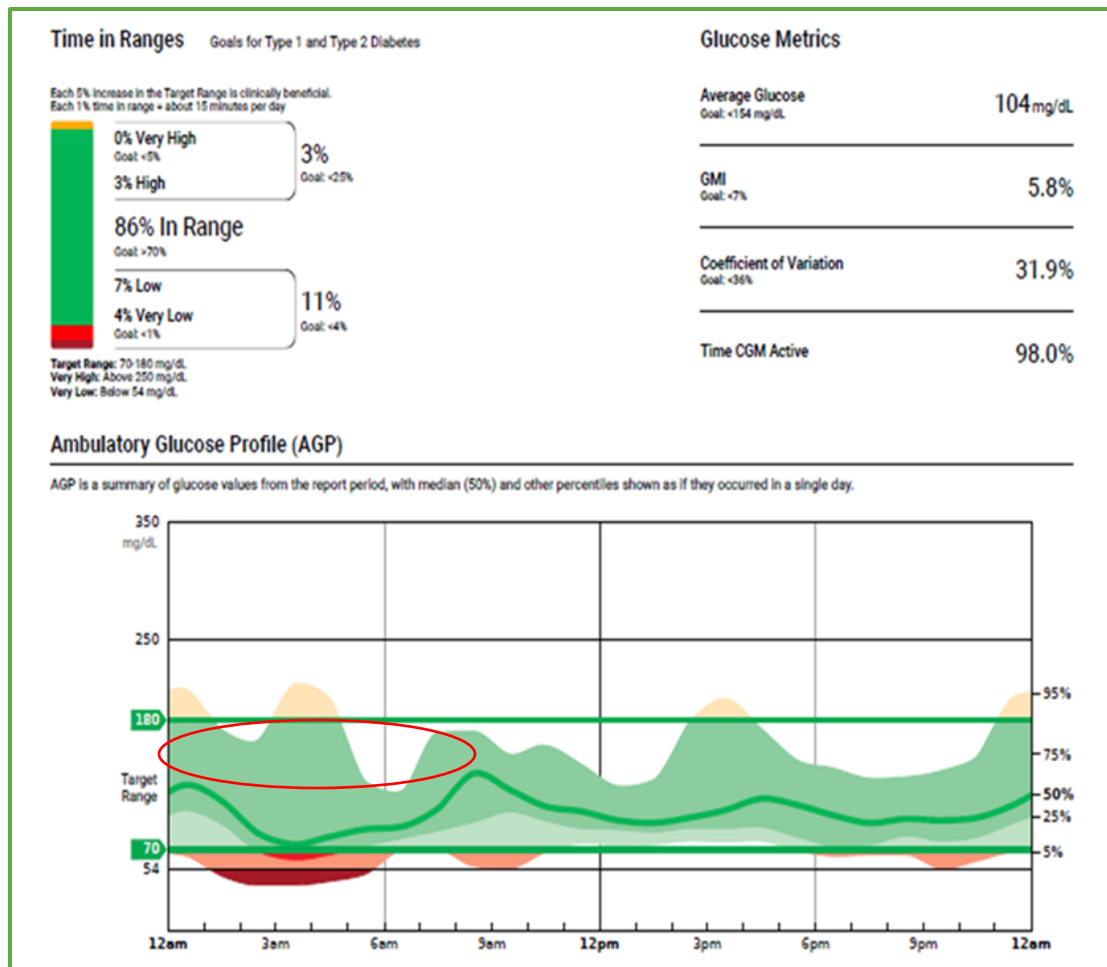 Time in Ranges Goals for Type 1 and Type 2 Diabetes
Each 5% increase in the Target Range is clinically beneficial.
Each 1% time in range = about 15 minutes per day
0% Very High
Goal: <5%
3% High
3%
Goal: <25%
86% In Range
Goal: >70%
7% Low
4% Very Low
Goal: <1%
11%
Goal: <4%
Target Range: 70-180 mg/dL
Very High: Above 250 mg/dL
Very Low: Below 54 mg/dL
Glucose Metrics
Average Glucose
Goal: <154 mg/dL
104 mg/dL
GMI
Goal: <7%
5.8%
Coefficient of Variation
Goal: <36%
31.9%
Time CGM Active
98.0%
Ambulatory Glucose Profile (AGP)
AGP is a summary of glucose values from the report period, with median (50%) and other percentiles shown as if they occurred in a single day.
350
mg/dL
250
180
Target
Range
70
54
95%
75%
50%
25%
5%
12am 3am 6am 9am 12pm 3pm 6pm 9pm 12am